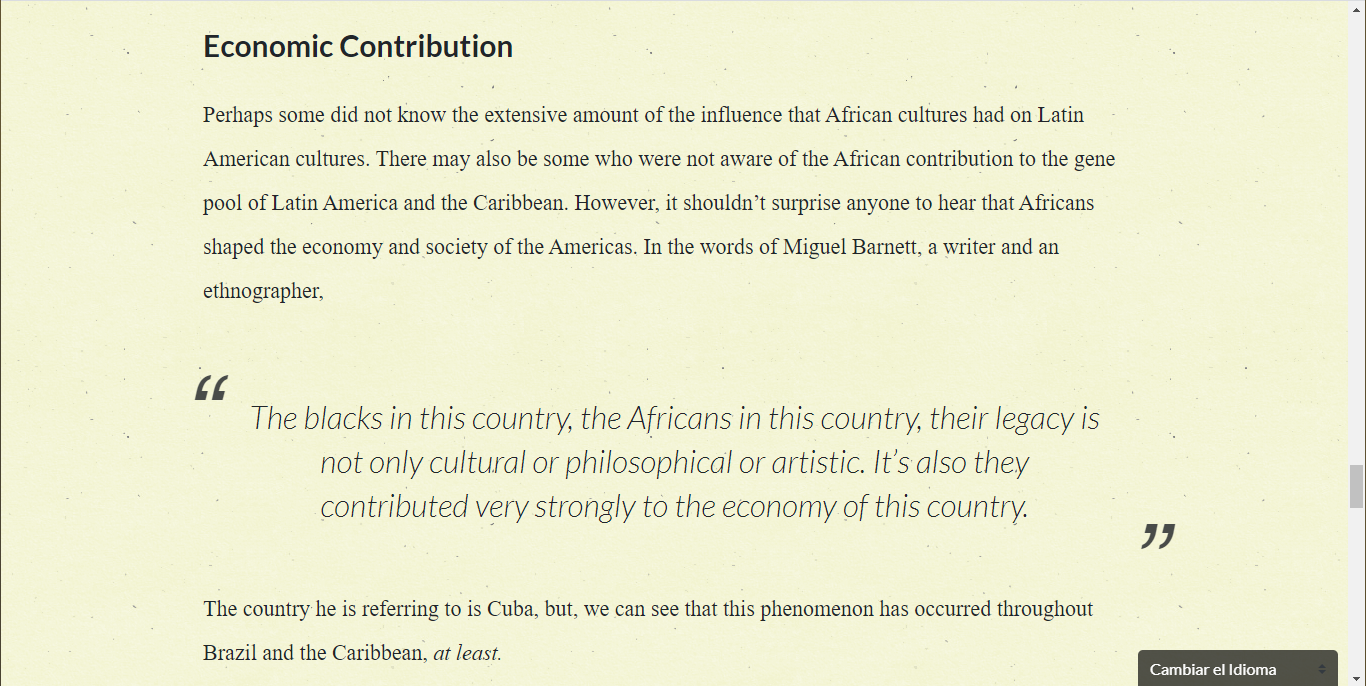 Economic Contribution
Perhaps some did not know the extensive amount of the influence that African cultures had on Latin
American cultures. There may also be some who were not aware of the African contribution to the gene
pool of Latin America and the Caribbean. However, it shouldn’t surprise anyone to hear that Africans
shaped the economy and society of the Americas. In the words of Miguel Barnett, a writer and an
ethnographer,
“
The blacks in this country, the Africans in this country, their legacy is
not only cultural or philosophical or artistic. It’s also they
contributed very strongly to the economy of this country.
”
The country he is referring to is Cuba, but, we can see that this phenomenon has occurred throughout
Brazil and the Caribbean, at least.
Cambiar el Idioma